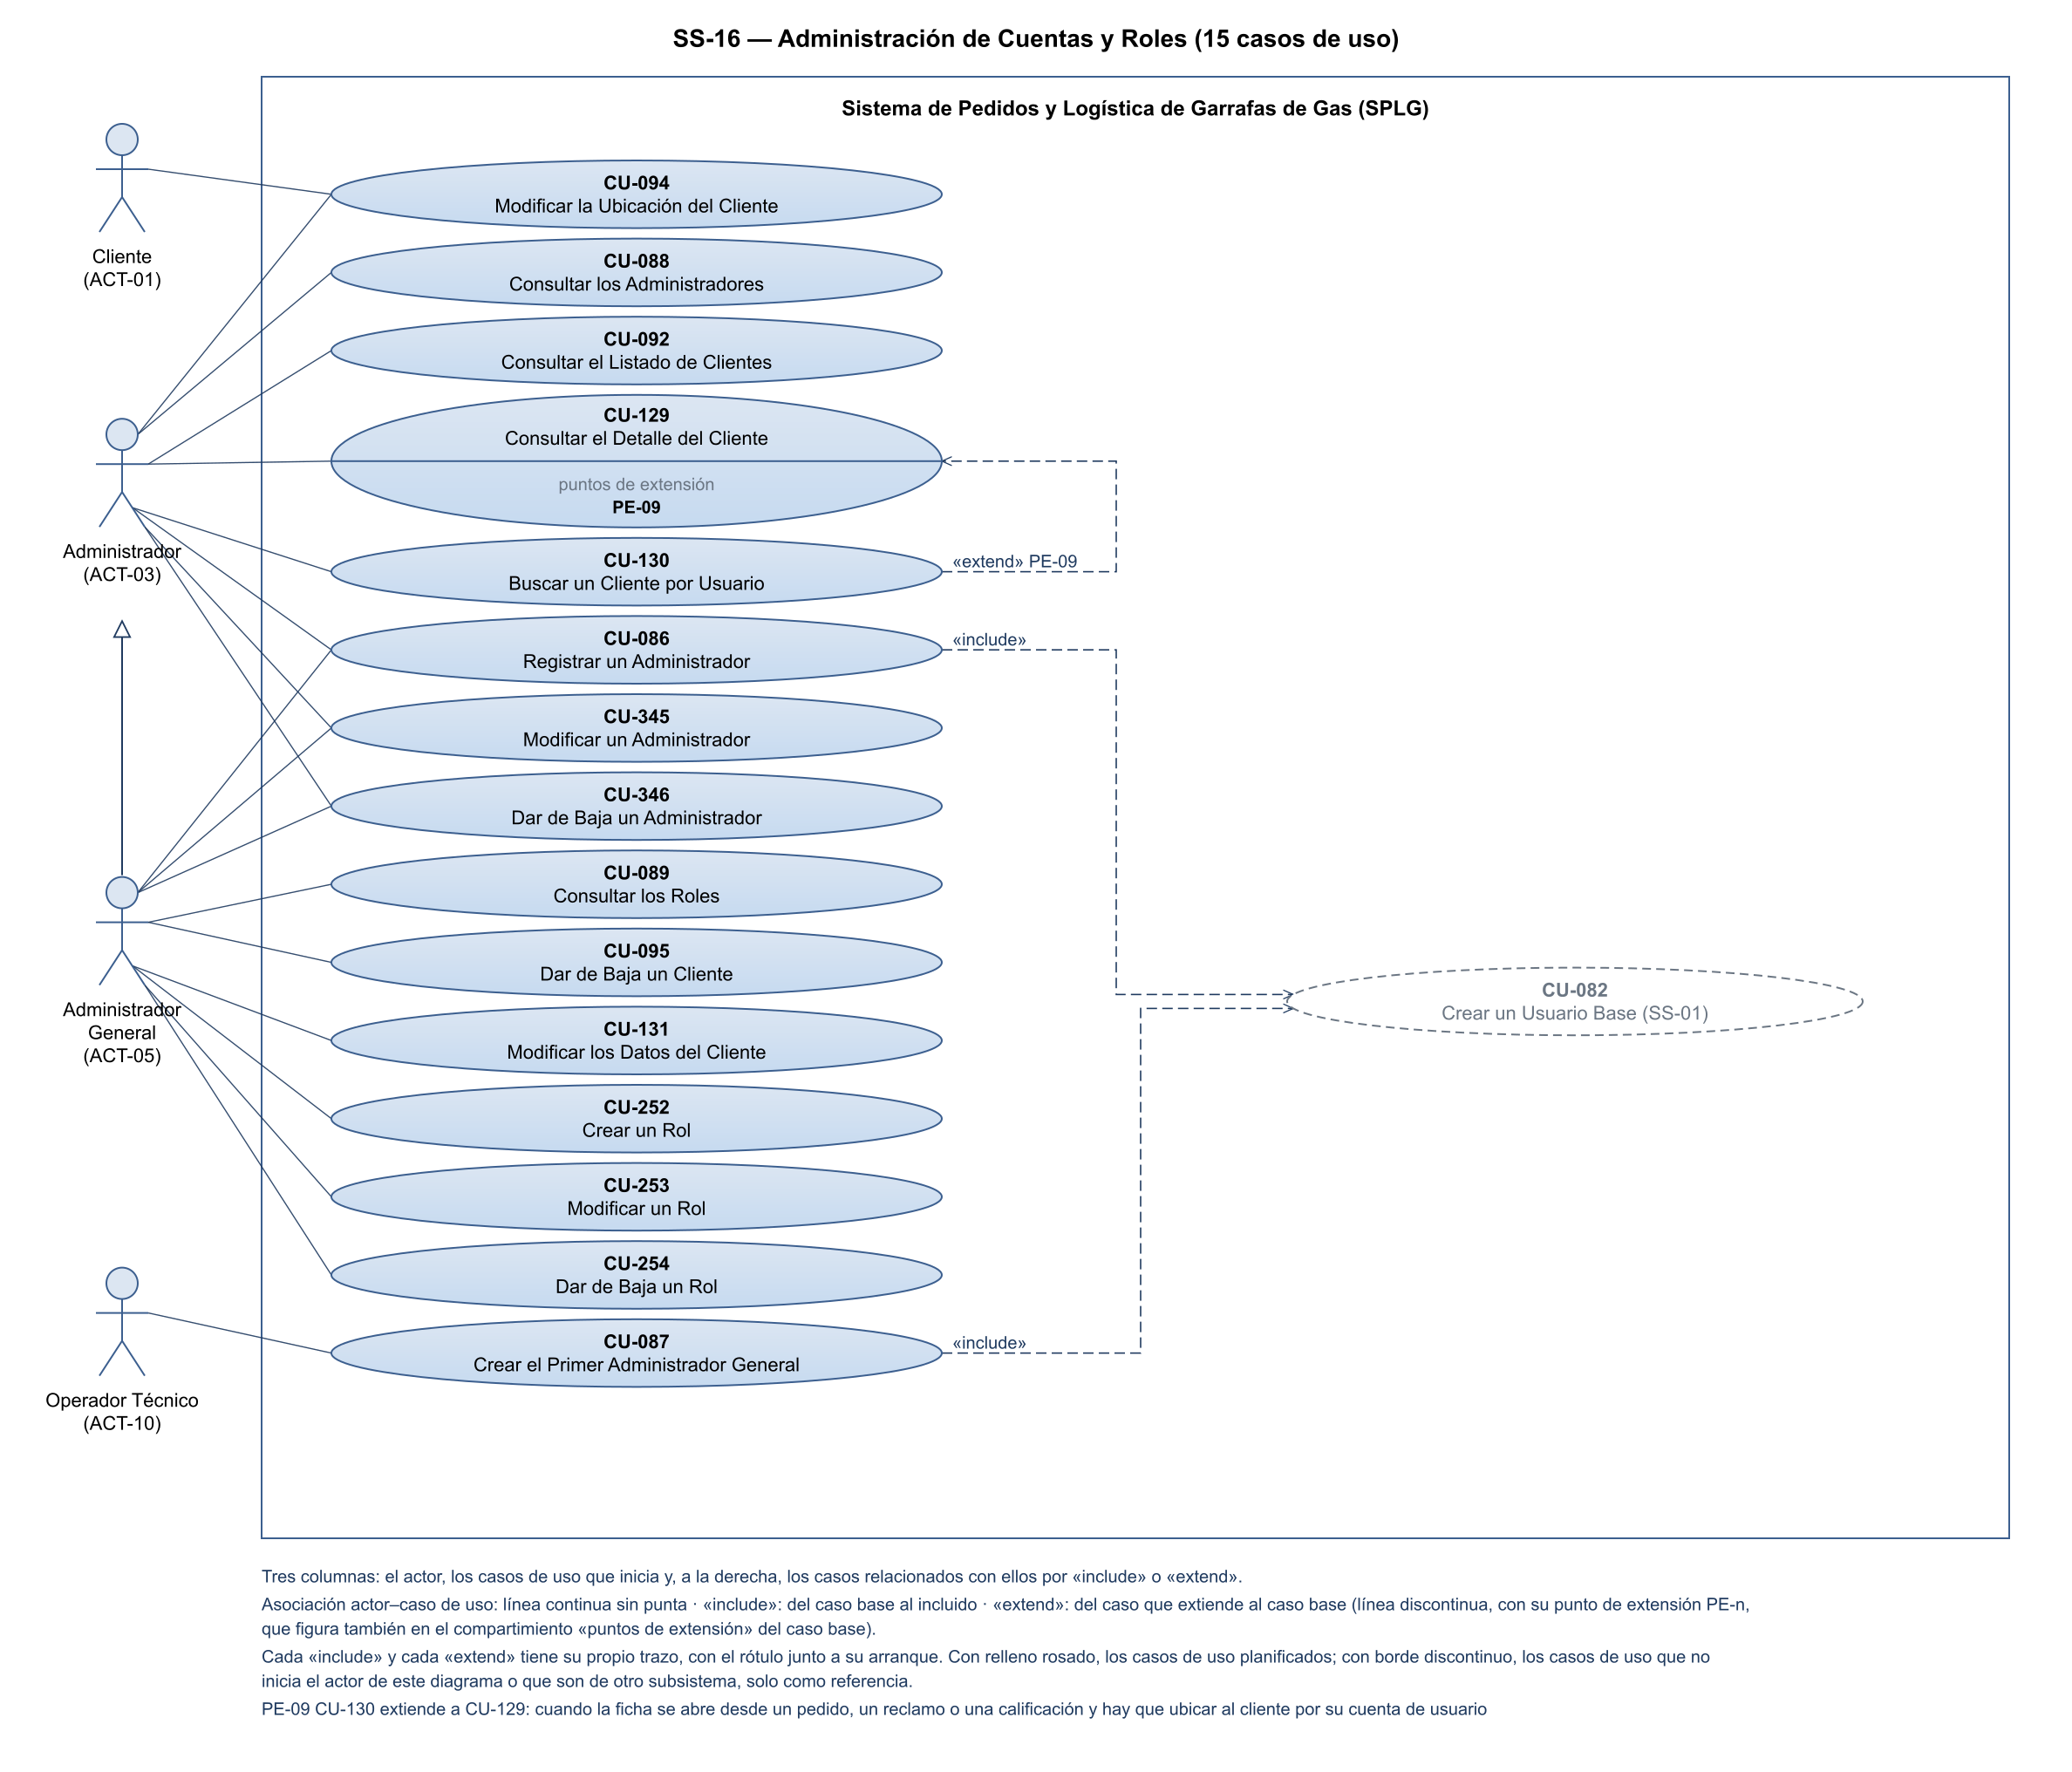 SS-16 — Administración de Cuentas y Roles (15 casos de uso)
Sistema de Pedidos y Logística de Garrafas de Gas (SPLG)
Cliente
(ACT-01)
CU-094
Modificar la Ubicación del Cliente
CU-088
Consultar los Administradores
CU-092
Consultar el Listado de Clientes
CU-129
Consultar el Detalle del Cliente
puntos de extensión
PE-09
Administrador
(ACT-03)
CU-130
Buscar un Cliente por Usuario
«extend» PE-09
CU-086
Registrar un Administrador
«include»
CU-345
Modificar un Administrador
CU-346
Dar de Baja un Administrador
CU-089
Consultar los Roles
CU-095
Dar de Baja un Cliente
Administrador
General
(ACT-05)
CU-082
Crear un Usuario Base (SS-01)
CU-131
Modificar los Datos del Cliente
CU-252
Crear un Rol
CU-253
Modificar un Rol
CU-254
Dar de Baja un Rol
CU-087
Crear el Primer Administrador General
«include»
Operador Técnico
(ACT-10)
Tres columnas: el actor, los casos de uso que inicia y, a la derecha, los casos relacionados con ellos por «include» o «extend».
Asociación actor–caso de uso: línea continua sin punta · «include»: del caso base al incluido · «extend»: del caso que extiende al caso base (línea discontinua, con su punto de extensión PE-n,
que figura también en el compartimiento «puntos de extensión» del caso base).
Cada «include» y cada «extend» tiene su propio trazo, con el rótulo junto a su arranque. Con relleno rosado, los casos de uso planificados; con borde discontinuo, los casos de uso que no
inicia el actor de este diagrama o que son de otro subsistema, solo como referencia.
PE-09 CU-130 extiende a CU-129: cuando la ficha se abre desde un pedido, un reclamo o una calificación y hay que ubicar al cliente por su cuenta de usuario